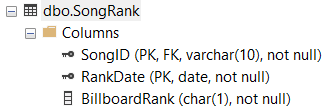 dbo.SongRank
Columns
SongID (PK, FK, varchar(10), not null)
RankDate (PK, date, not null)
BillboardRank (char(1), not null)